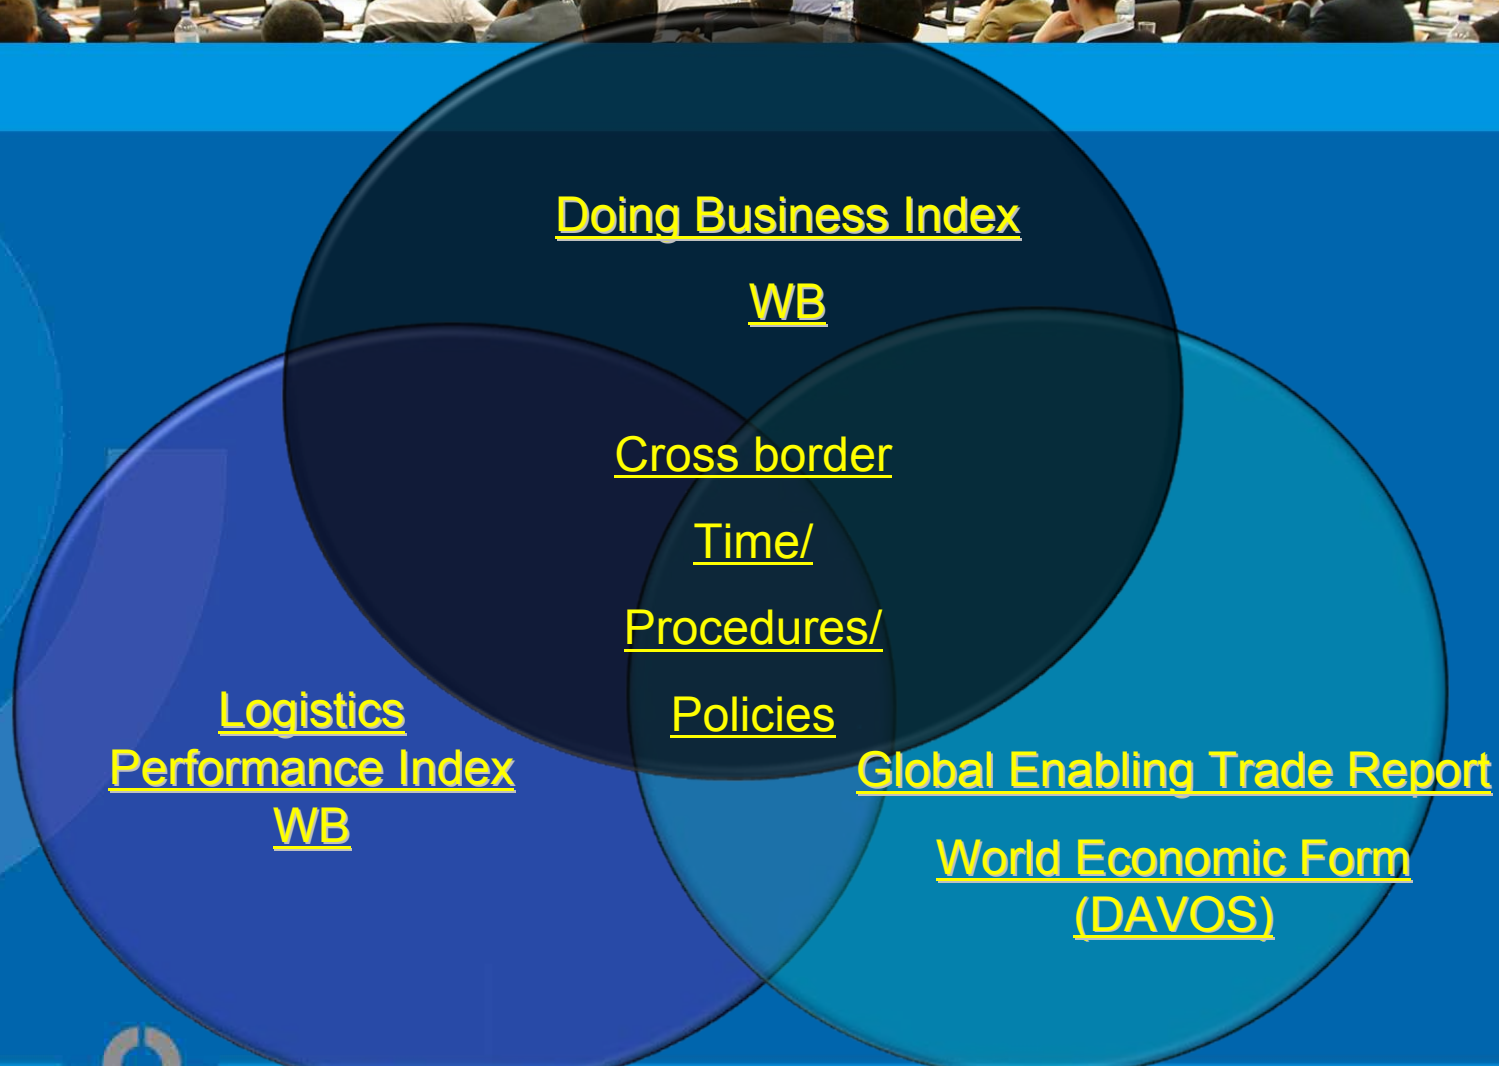 Doing Business Index
WB
Cross border
Time/
Procedures/
Policies
Logistics
Performance Index
WB
Global Enabling Trade Report
World Economic Form
(DAVOS)